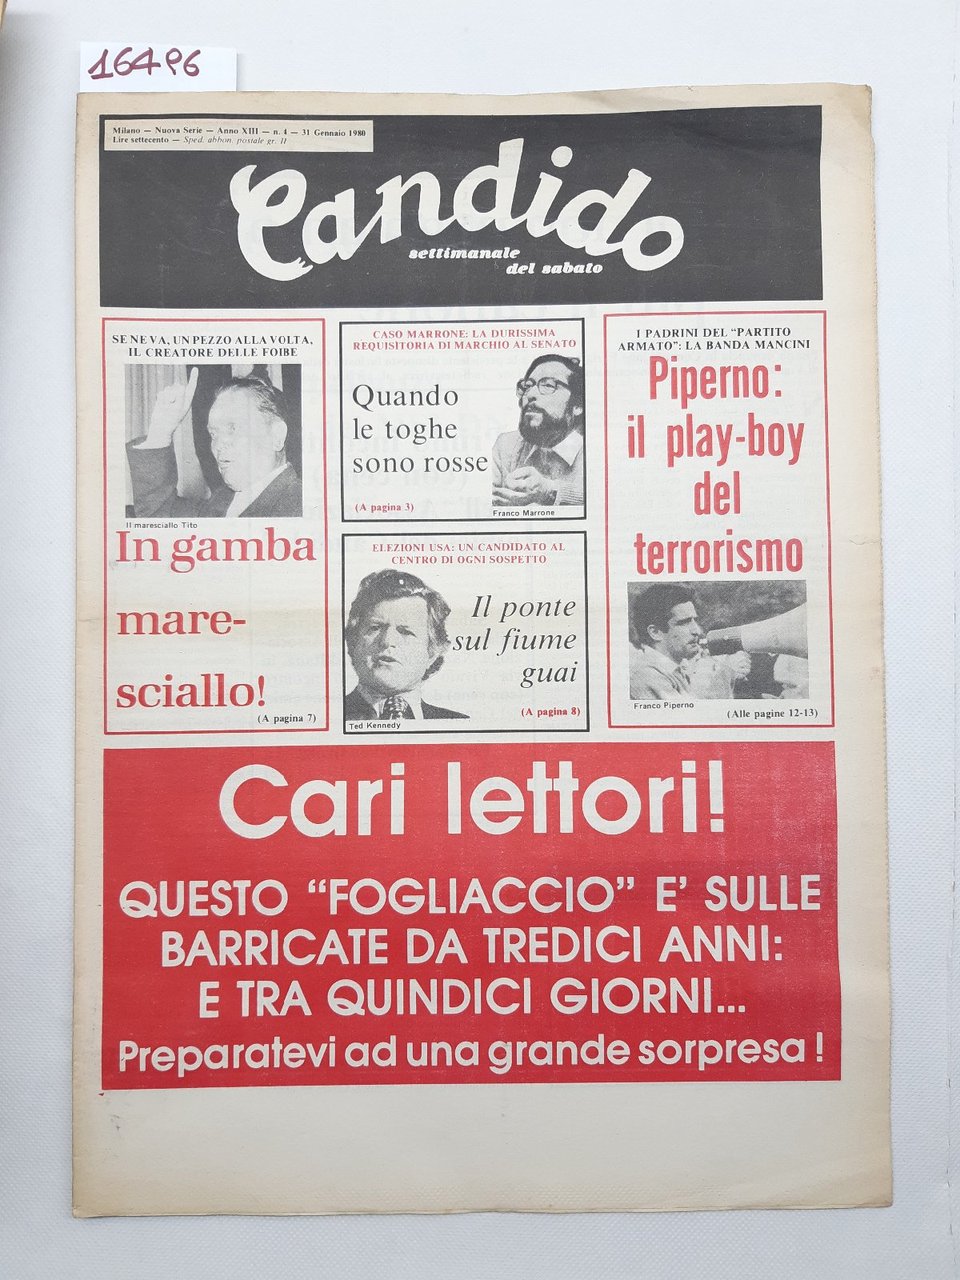 16496
Milano — Nuova Serie — Anno XIII — n. 4 — 31 Gennaio 1980
Lire settecento — Sped. abbon. postale gr. II
Candido
settimanale
del sabato
SE NE VA, UN PEZZO ALLA VOLTA,
IL CREATORE DELLE FOIBE
Il maresciallo Tito
In gamba
mare-
sciallo!
(A pagina 7)
CASO MARRONE: LA DURISSIMA
REQUISITORIA DI MARCHIO AL SENATO
Quando
le toghe
sono rosse
(A pagina 3)
Franco Marrone
ELEZIONI USA: UN CANDIDATO AL
CENTRO DI OGNI SOSPETTO
Il ponte
sul fiume
guai
(A pagina 8)
Ted Kennedy
I PADRINI DEL "PARTITO
ARMATO": LA BANDA MANCINI
Piperno:
il play-boy
del
terrorismo
Franco Piperno
(Alle pagine 12-13)
Cari lettori!
QUESTO “FOGLIACCIO” E’ SULLE
BARRICATE DA TREDICI ANNI:
E TRA QUINDICI GIORNI...
Preparatevi ad una grande sorpresa !